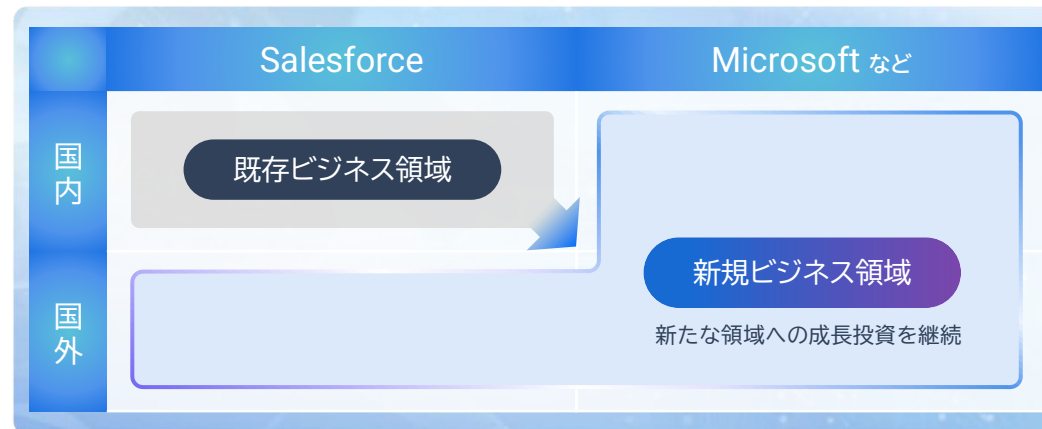 Salesforce
Microsoft など
国内
既存ビジネス領域
新規ビジネス領域
新たな領域への成長投資を継続
国外